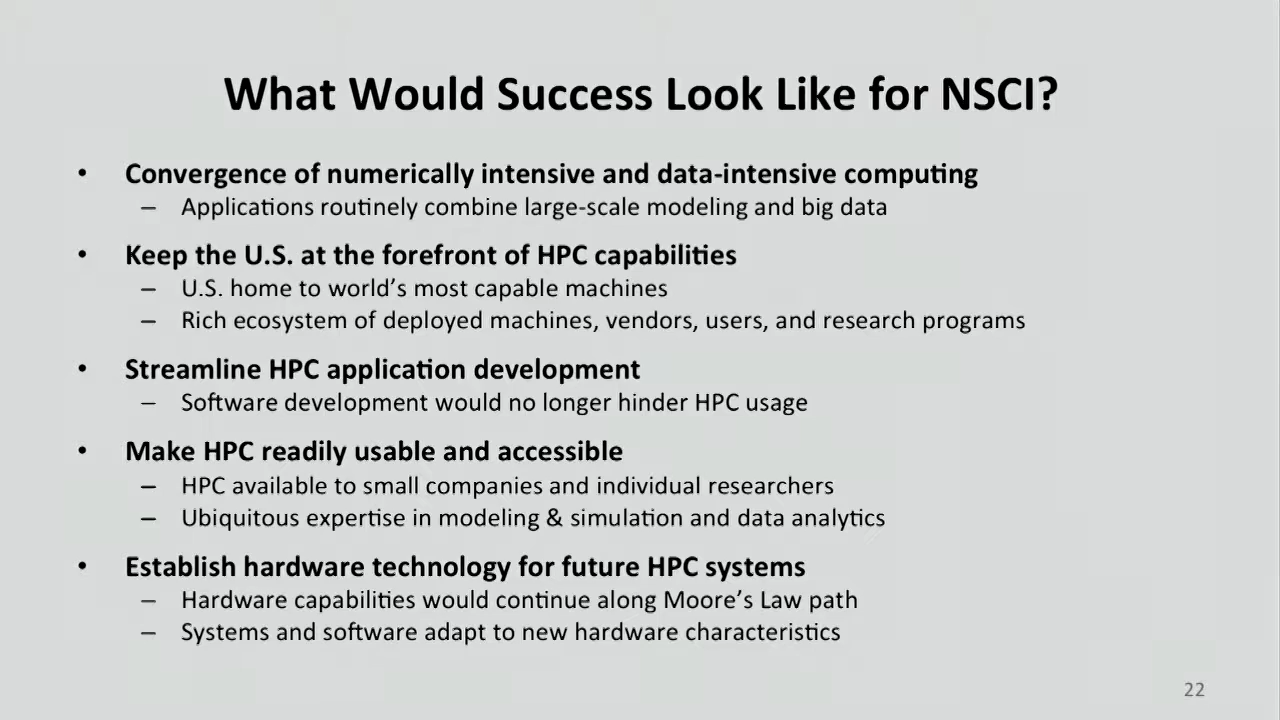 What Would Success Look Like for NSCI?
• Convergence of numerically intensive and data-intensive computing
– Applications routinely combine large-scale modeling and big data
• Keep the U.S. at the forefront of HPC capabilities
– U.S. home to world's most capable machines
– Rich ecosystem of deployed machines, vendors, users, and research programs
• Streamline HPC application development
– Software development would no longer hinder HPC usage
• Make HPC readily usable and accessible
– HPC available to small companies and individual researchers
– Ubiquitous expertise in modeling & simulation and data analytics
• Establish hardware technology for future HPC systems
– Hardware capabilities would continue along Moore's Law path
– Systems and software adapt to new hardware characteristics
22